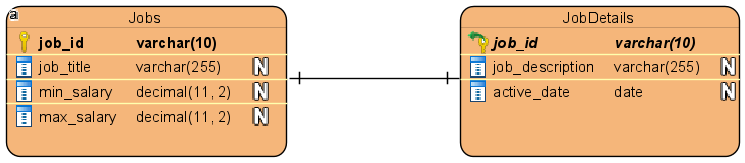 a
Jobs
job_id varchar(10)
job_title varchar(255) N
min_salary decimal(11, 2) N
max_salary decimal(11, 2) N
JobDetails
job_id varchar(10)
job_description varchar(255) N
active_date date N